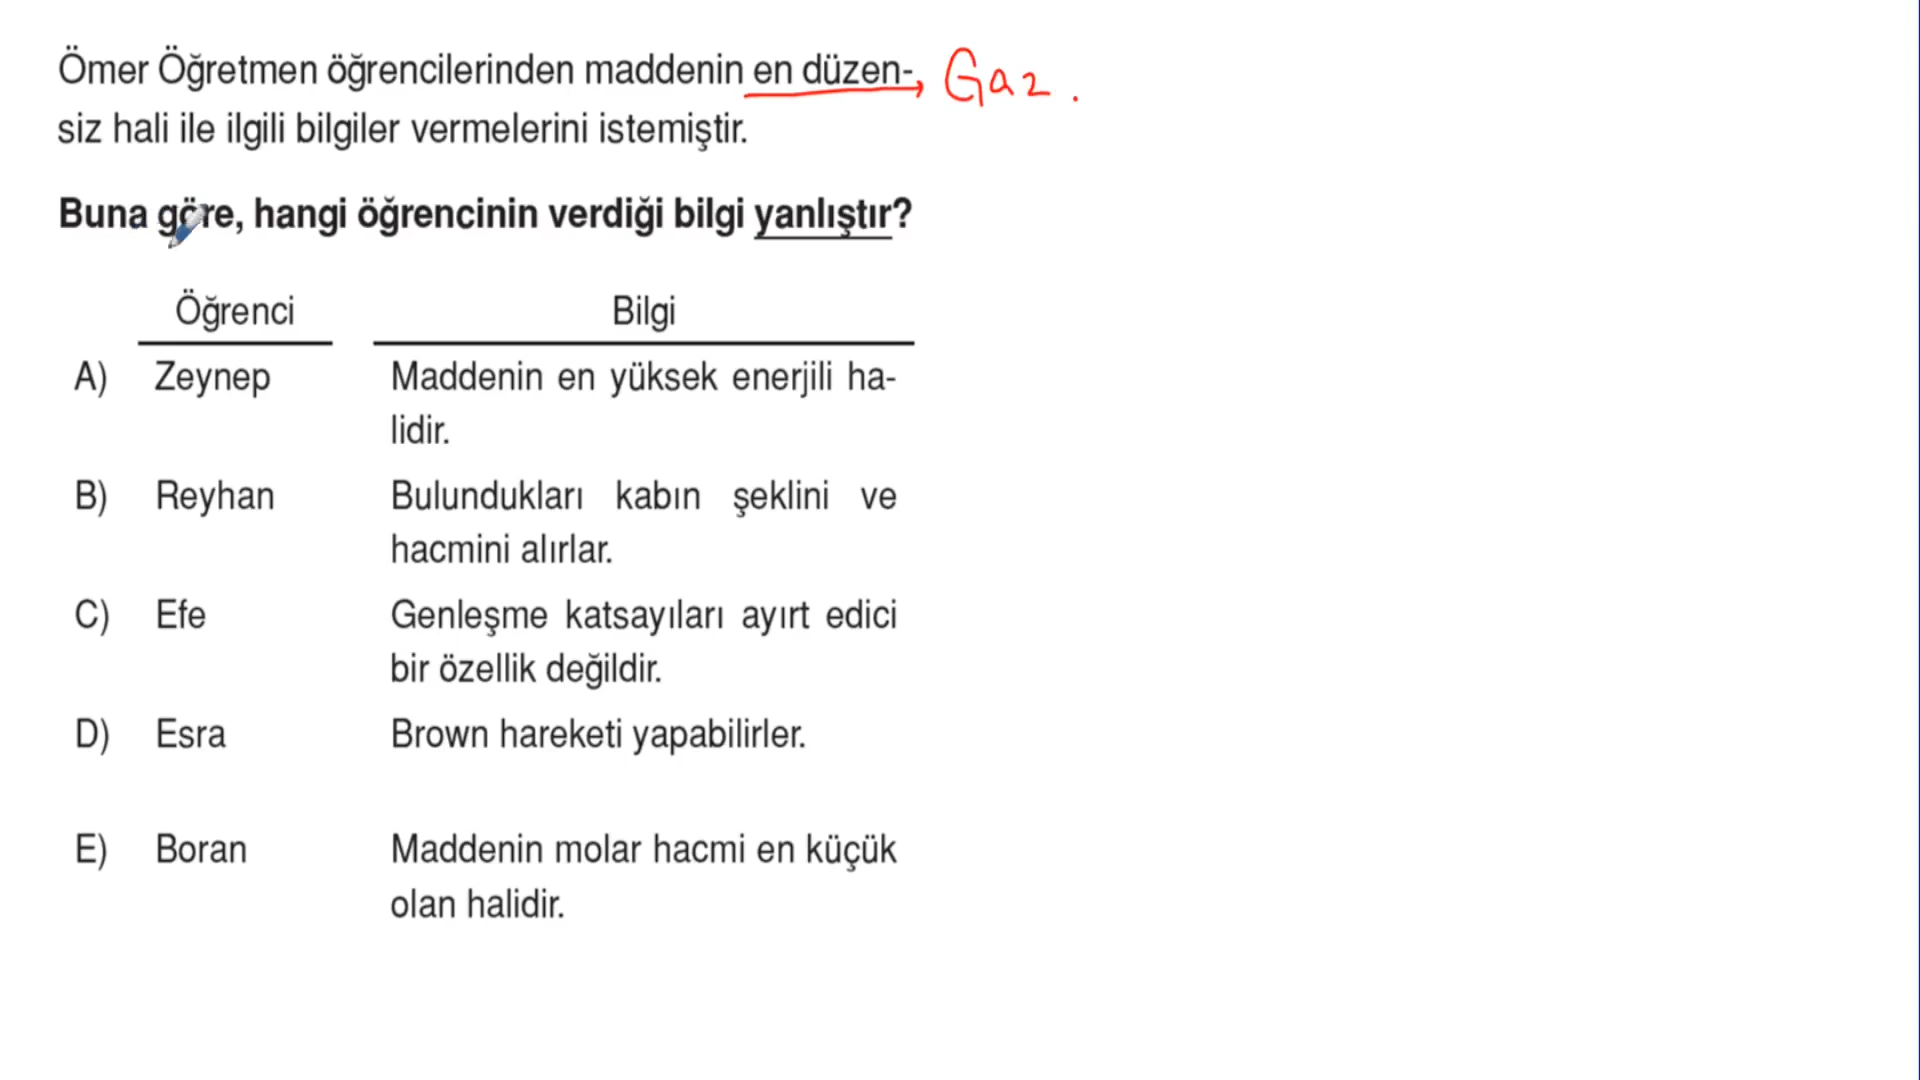 Ömer Öğretmen öğrencilerinden maddenin en düzen- Gaz.
siz hali ile ilgili bilgiler vermelerini istemiştir.
Buna göre, hangi öğrencinin verdiği bilgi yanlıştır?
Öğrenci Bilgi
A) Zeynep Maddenin en yüksek enerjili ha-
lidir.
B) Reyhan Bulundukları kabın şeklini ve
hacmini alırlar.
C) Efe Genleşme katsayıları ayırt edici
bir özellik değildir.
D) Esra Brown hareketi yapabilirler.
E) Boran Maddenin molar hacmi en küçük
olan halidir.